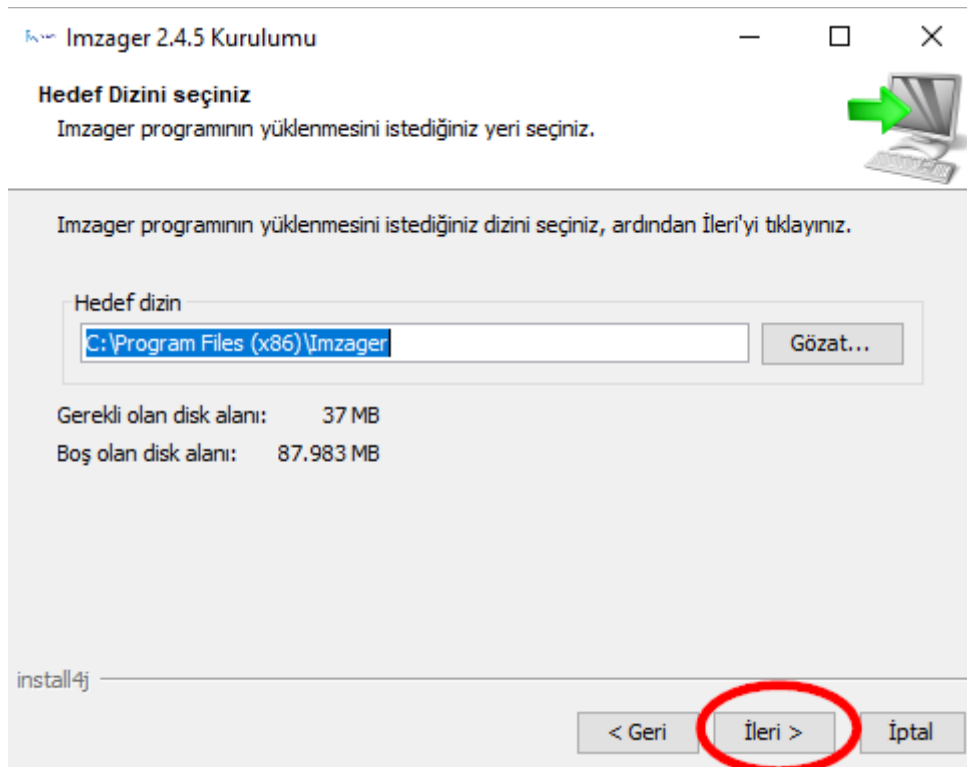 Imzager 2.4.5 Kurulumu
Hedef Dizini seçiniz
Imzager programının yüklenmesini istediğiniz yeri seçiniz.
Imzager programının yüklenmesini istediğiniz dizini seçiniz, ardından İleri'yi tıklayınız.
Hedef dizin
C:\Program Files (x86)\Imzager
Gözat...
Gerekli olan disk alanı: 37 MB
Boş olan disk alanı: 87.983 MB
install4j
< Geri İleri > İptal